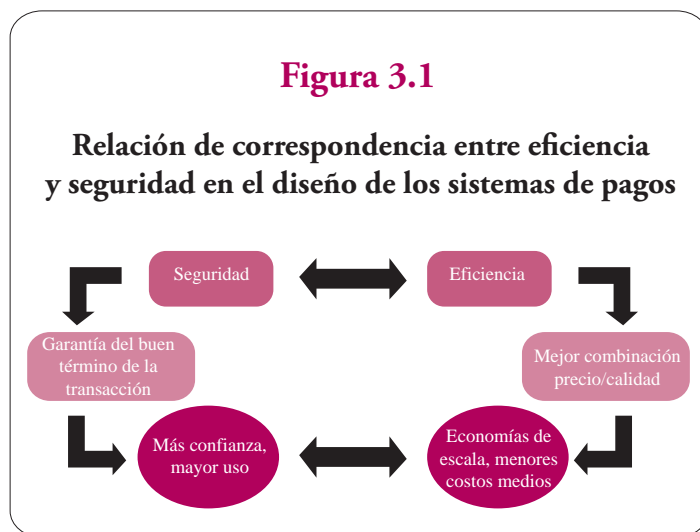 Figura 3.1
Relación de correspondencia entre eficiencia
y seguridad en el diseño de los sistemas de pagos
Seguridad
Eficiencia
Garantía del buen
término de la
transacción
Mejor combinación
precio/calidad
Más confianza,
mayor uso
Economías de
escala, menores
costos medios